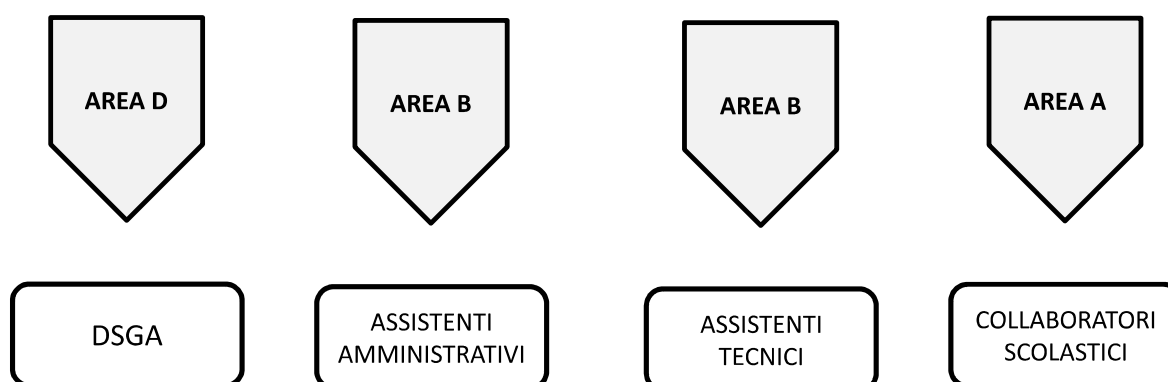 AREA D
AREA B
AREA B
AREA A
DSGA
ASSISTENTI
AMMINISTRATIVI
ASSISTENTI
TECNICI
COLLABORATORI
SCOLASTICI